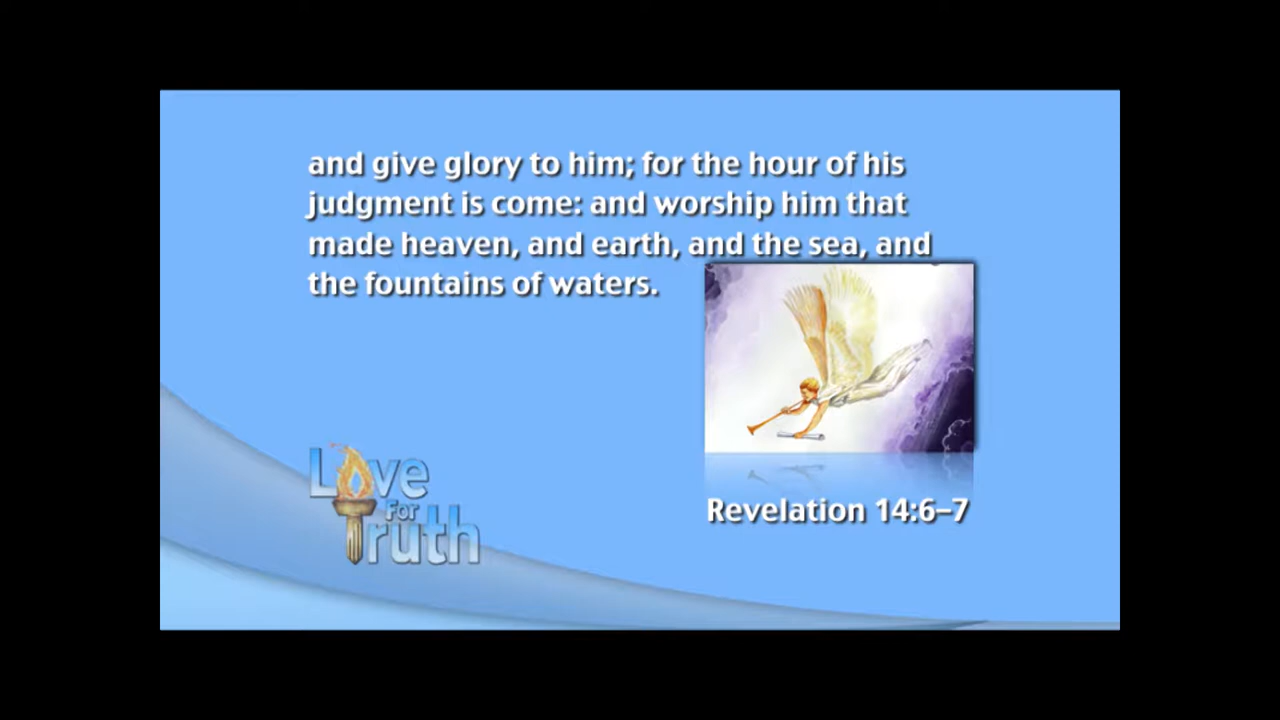 and give glory to him; for the hour of his
judgment is come: and worship him that
made heaven, and earth, and the sea, and
the fountains of waters.
Revelation 14:6–7
Love
For
Truth